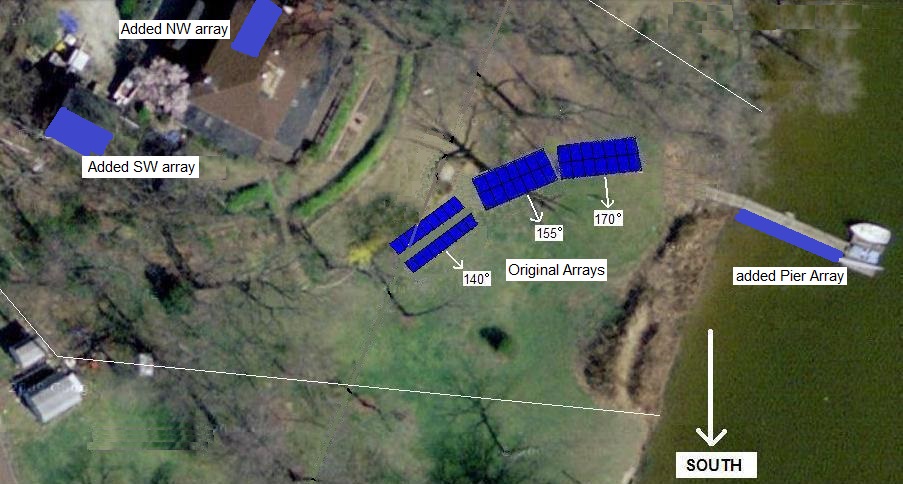 Added NW array
Added SW array
170°
155°
140°
Original Arrays
added Pier Array
SOUTH